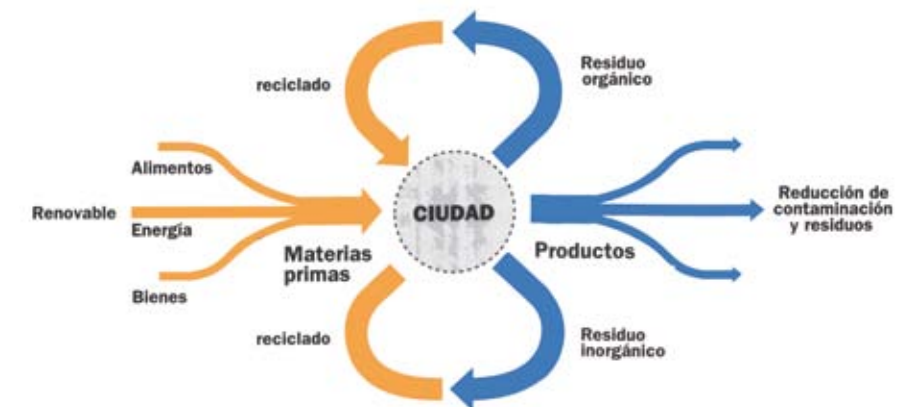 reciclado
Residuo
orgánico
Alimentos
Renovable
Energía
Bienes
Materias
primas
CIUDAD
Productos
Reducción de
contaminación
y residuos
reciclado
Residuo
inorgánico